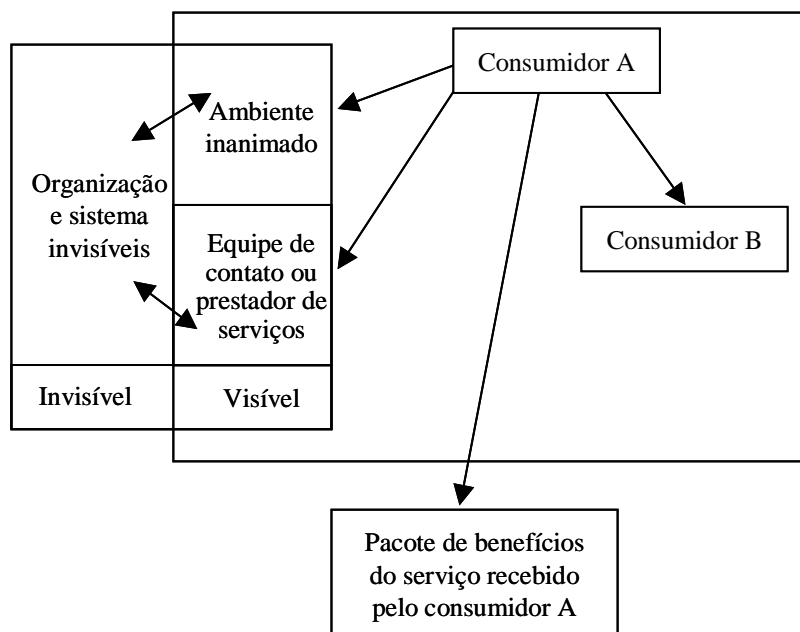 Consumidor A
Ambiente
inanimado
Organização
e sistema
invisíveis
Consumidor B
Equipe de
contato ou
prestador de
serviços
Invisível
Visível
Pacote de benefícios
do serviço recebido
pelo consumidor A